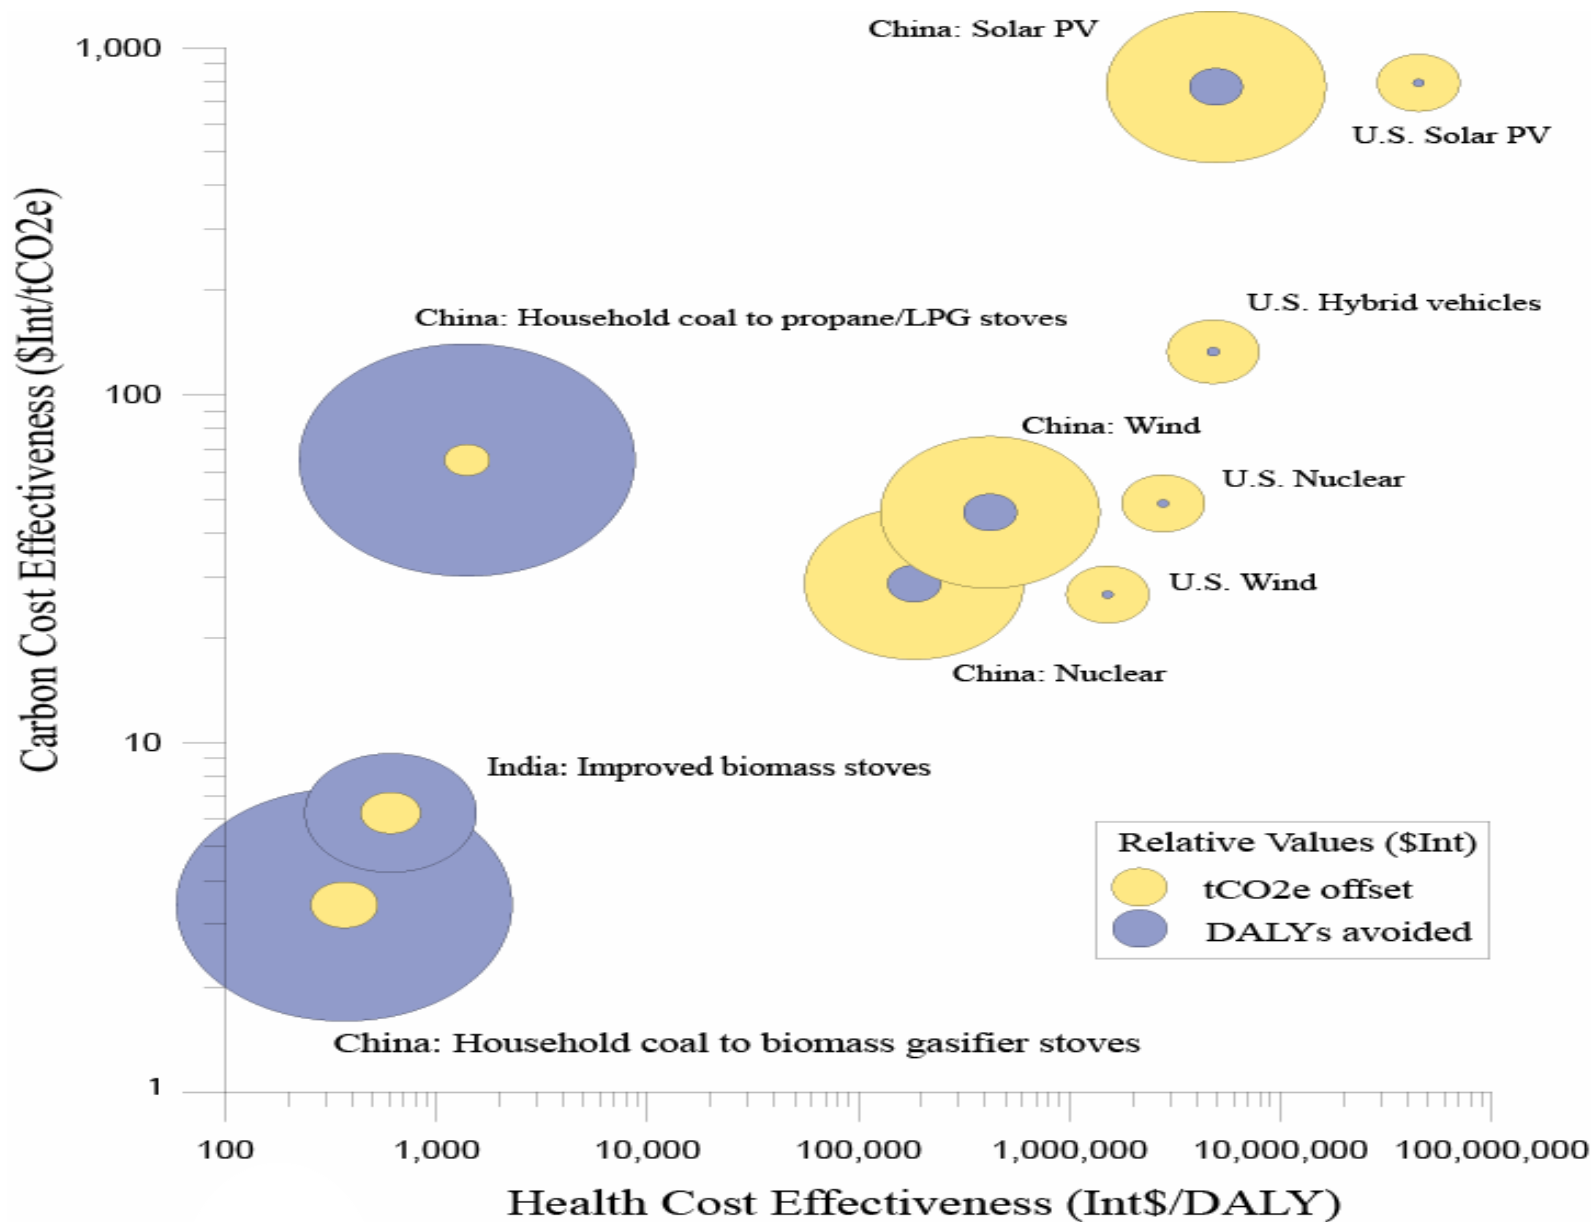 China: Solar PV
1,000
U.S. Solar PV
U.S. Hybrid vehicles
China: Household coal to propane/LPG stoves
100
China: Wind
U.S. Nuclear
U.S. Wind
China: Nuclear
10
India: Improved biomass stoves
Relative Values ($Int)
tCO2e offset
DALYs avoided
China: Household coal to biomass gasifier stoves
1
Carbon Cost Effectiveness ($Int/tCO2e)
100 1,000 10,000 100,000 1,000,000 10,000,000 100,000,000
Health Cost Effectiveness (Int$/DALY)